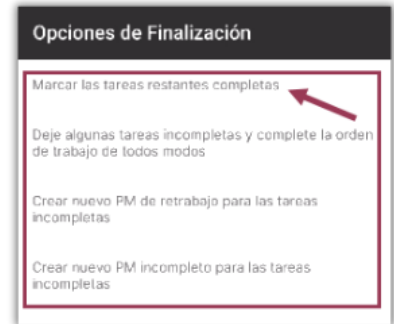 Opciones de Finalización
Marcar las tareas restantes completas
Deje algunas tareas incompletas y complete la orden
de trabajo de todos modos
Crear nuevo PM de retrabajo para las tareas
incompletas
Crear nuevo PM incompleto para las tareas
incompletas